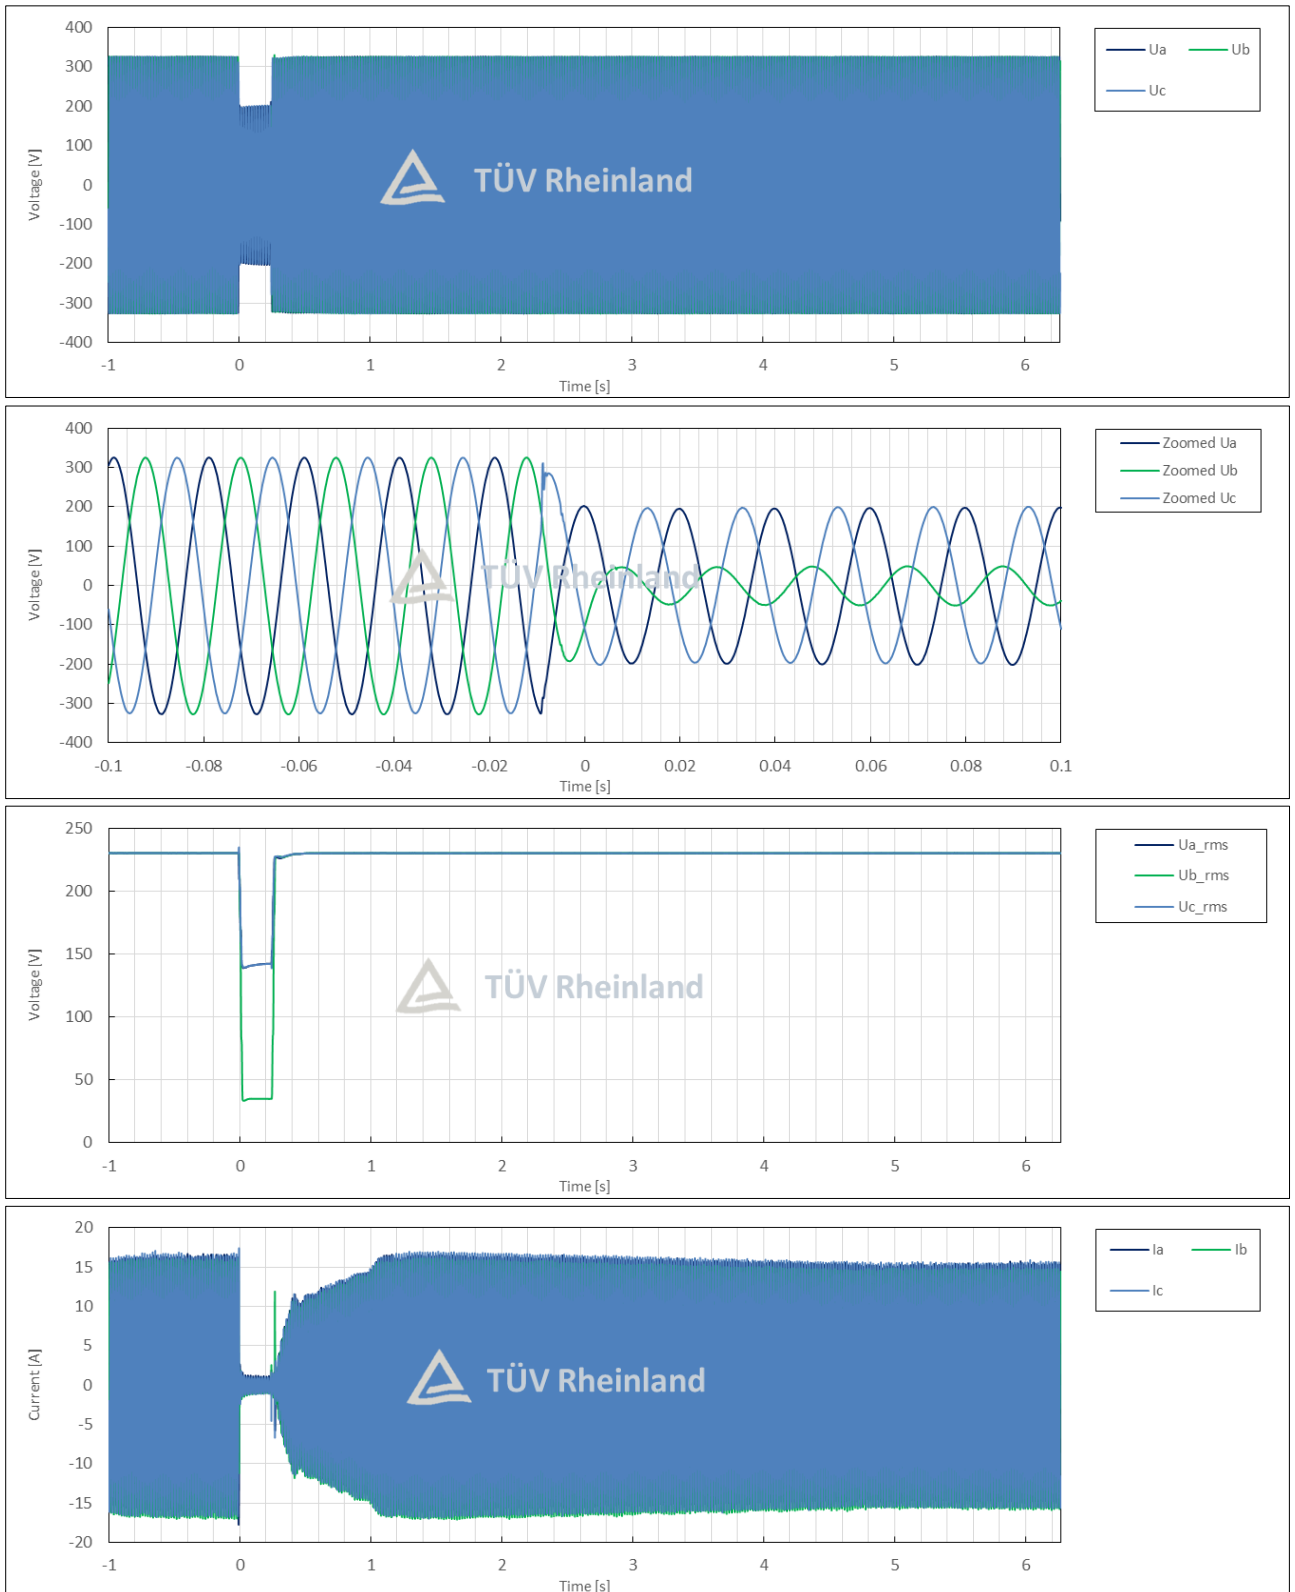 400
300
200
100
0
-100
-200
-300
-400
Voltage [V]
-1 0 1 2 3 4 5 6
Time [s]
Ua Ub
Uc
TÜV Rheinland
400
300
200
100
0
-100
-200
-300
-400
Voltage [V]
-0.1 -0.08 -0.06 -0.04 -0.02 0 0.02 0.04 0.06 0.08 0.1
Time [s]
Zoomed Ua
Zoomed Ub
Zoomed Uc
TÜV Rheinland
250
200
150
100
50
0
Voltage [V]
-1 0 1 2 3 4 5 6
Time [s]
Ua_rms
Ub_rms
Uc_rms
TÜV Rheinland
20
15
10
5
0
-5
-10
-15
-20
Current [A]
-1 0 1 2 3 4 5 6
Time [s]
Ia Ib
Ic
TÜV Rheinland